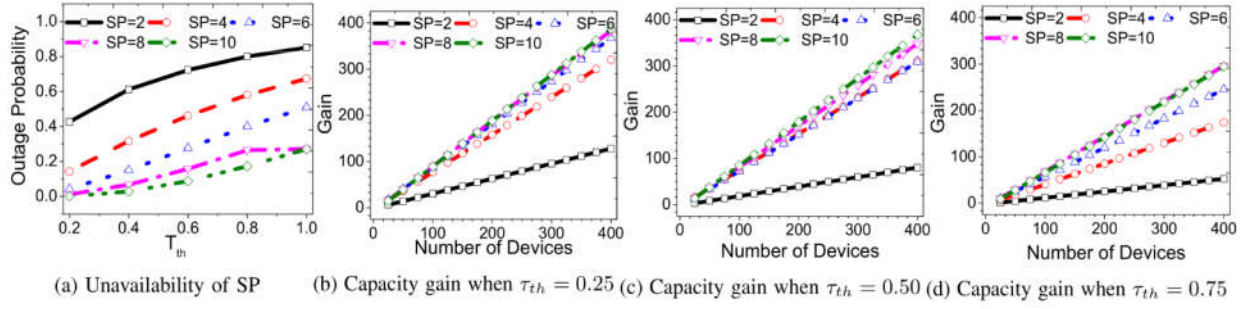 SP=2 SP=4 SP=6
SP=8 SP=10
Outage Probability
1.0
0.8
0.6
0.4
0.2
0.0
0.2 0.4 0.6 0.8 1.0
T_th
(a) Unavailability of SP
SP=2 SP=4 SP=6
SP=8 SP=10
Gain
400
300
200
100
0
0 100 200 300 400
Number of Devices
(b) Capacity gain when τ_th = 0.25
SP=2 SP=4 SP=6
SP=8 SP=10
Gain
400
300
200
100
0
0 100 200 300 400
Number of Devices
(c) Capacity gain when τ_th = 0.50
SP=2 SP=4 SP=6
SP=8 SP=10
Gain
400
300
200
100
0
0 100 200 300 400
Number of Devices
(d) Capacity gain when τ_th = 0.75